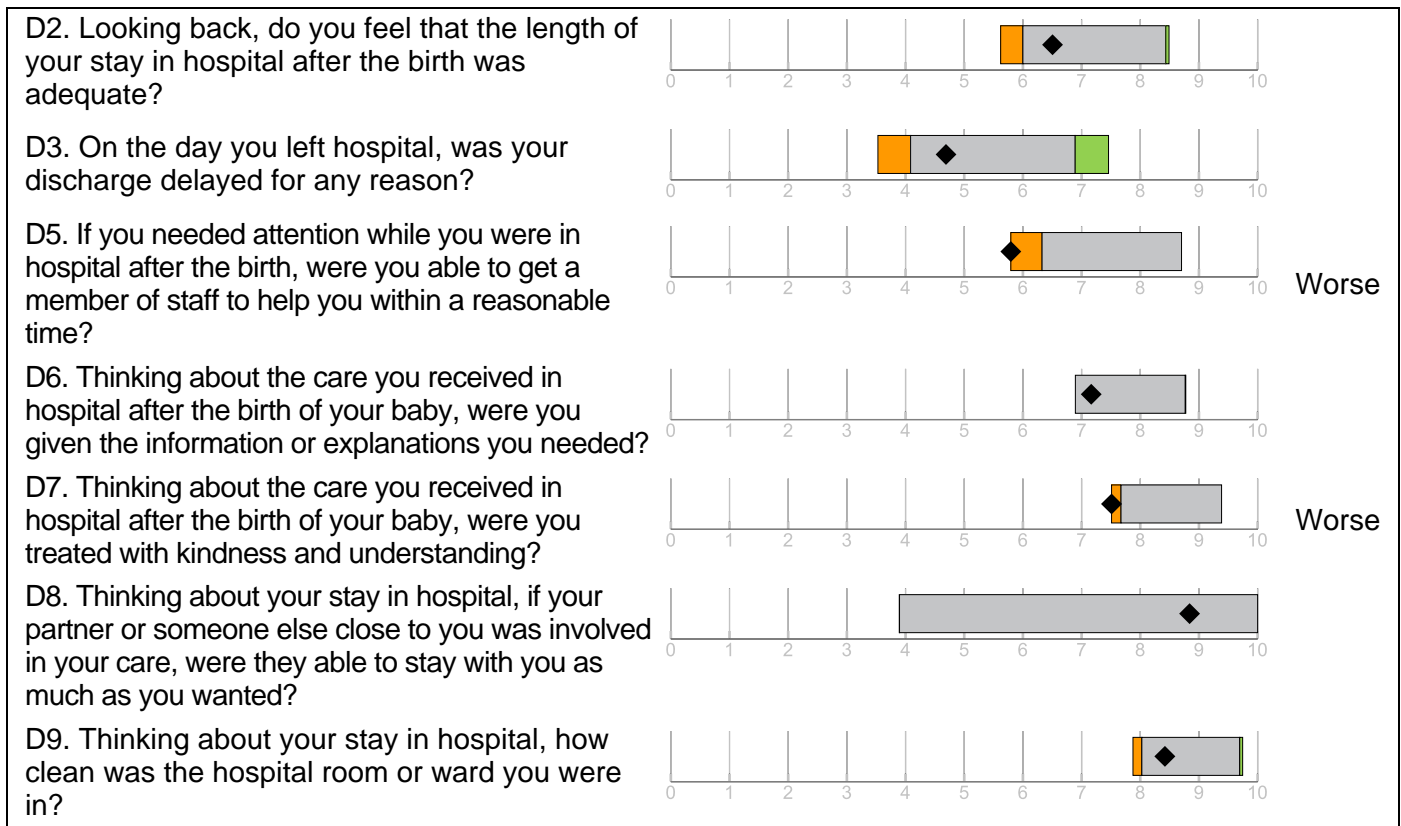 D2. Looking back, do you feel that the length of
your stay in hospital after the birth was
adequate?
0 1 2 3 4 5 6 7 8 9 10
D3. On the day you left hospital, was your
discharge delayed for any reason?
0 1 2 3 4 5 6 7 8 9 10
D5. If you needed attention while you were in
hospital after the birth, were you able to get a
member of staff to help you within a reasonable
time?
0 1 2 3 4 5 6 7 8 9 10
Worse
D6. Thinking about the care you received in
hospital after the birth of your baby, were you
given the information or explanations you needed?
0 1 2 3 4 5 6 7 8 9 10
D7. Thinking about the care you received in
hospital after the birth of your baby, were you
treated with kindness and understanding?
0 1 2 3 4 5 6 7 8 9 10
Worse
D8. Thinking about your stay in hospital, if your
partner or someone else close to you was involved
in your care, were they able to stay with you as
much as you wanted?
0 1 2 3 4 5 6 7 8 9 10
D9. Thinking about your stay in hospital, how
clean was the hospital room or ward you were
in?
0 1 2 3 4 5 6 7 8 9 10